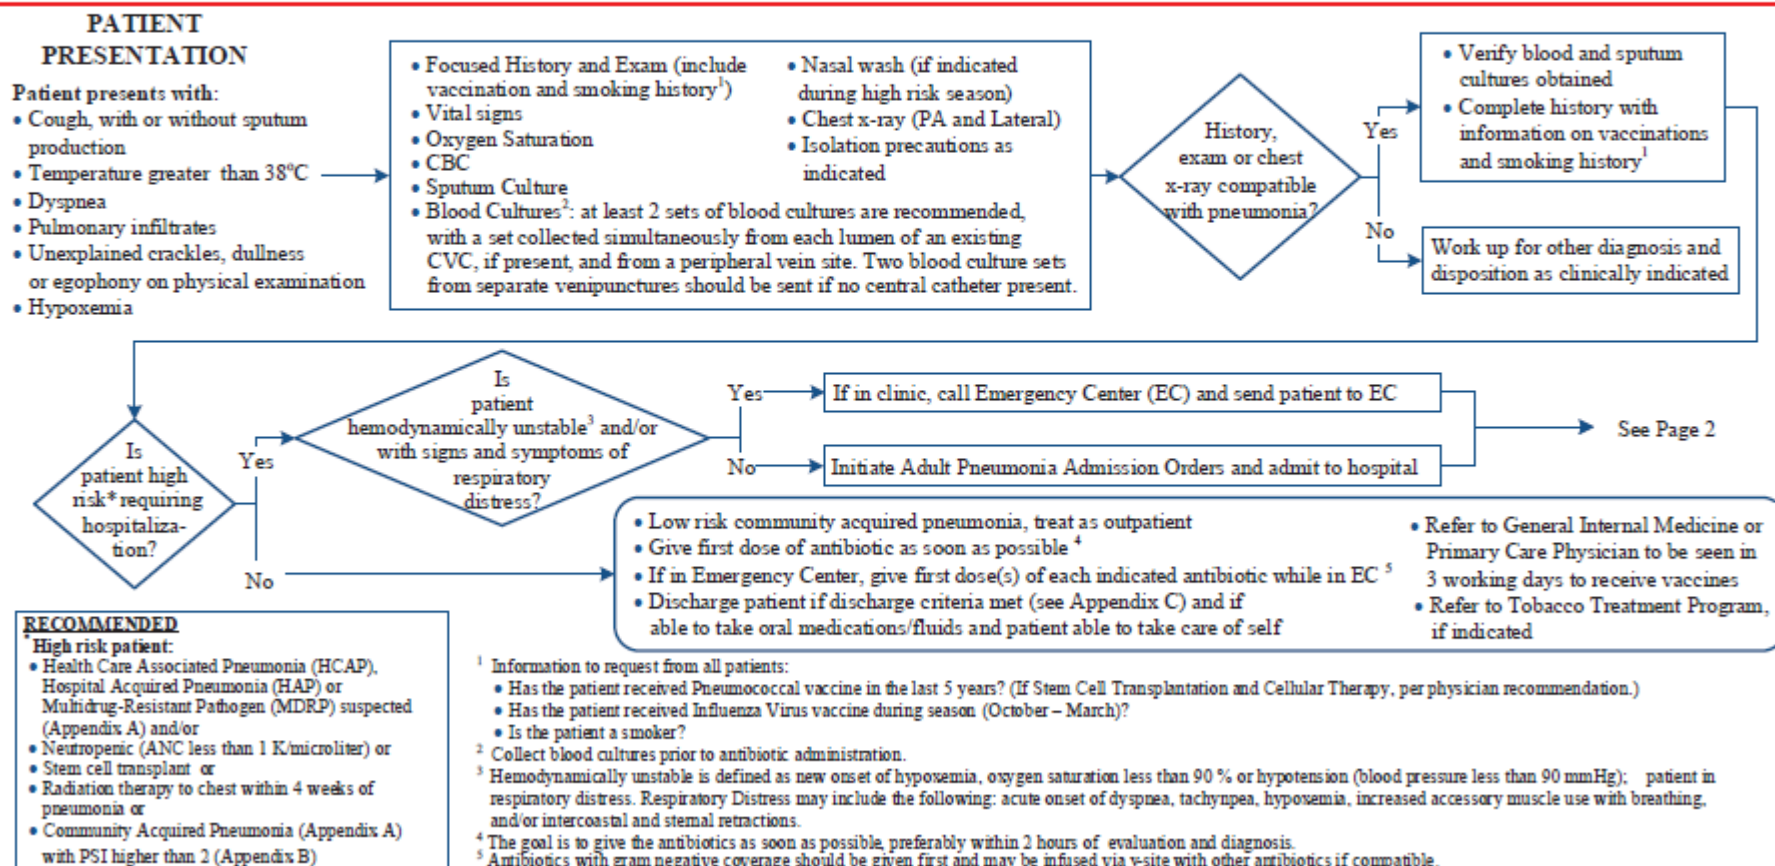 PATIENT
PRESENTATION
Patient presents with:
• Cough, with or without sputum
production
• Temperature greater than 38°C
• Dyspnea
• Pulmonary infiltrates
• Unexplained crackles, dullness
or egophony on physical examination
• Hypoxemia
• Focused History and Exam (include
vaccination and smoking history¹)
• Vital signs
• Oxygen Saturation
• CBC
• Sputum Culture
• Nasal wash (if indicated
during high risk season)
• Chest x-ray (PA and Lateral)
• Isolation precautions as
indicated
• Blood Cultures²: at least 2 sets of blood cultures are recommended,
with a set collected simultaneously from each lumen of an existing
CVC, if present, and from a peripheral vein site. Two blood culture sets
from separate venipunctures should be sent if no central catheter present.
History,
exam or chest
x-ray compatible
with pneumonia?
Yes
• Verify blood and sputum
cultures obtained
• Complete history with
information on vaccinations
and smoking history¹
No
Work up for other diagnosis and
disposition as clinically indicated
Is
patient high
risk* requiring
hospitaliza-
tion?
Yes
Is
patient
hemodynamically unstable³ and/or
with signs and symptoms of
respiratory
distress?
Yes
If in clinic, call Emergency Center (EC) and send patient to EC
No
Initiate Adult Pneumonia Admission Orders and admit to hospital
See Page 2
No
• Low risk community acquired pneumonia, treat as outpatient
• Give first dose of antibiotic as soon as possible ⁴
• If in Emergency Center, give first dose(s) of each indicated antibiotic while in EC ⁵
• Discharge patient if discharge criteria met (see Appendix C) and if
able to take oral medications/fluids and patient able to take care of self
• Refer to General Internal Medicine or
Primary Care Physician to be seen in
3 working days to receive vaccines
• Refer to Tobacco Treatment Program,
if indicated
RECOMMENDED
*High risk patient:
• Health Care Associated Pneumonia (HCAP),
Hospital Acquired Pneumonia (HAP) or
Multidrug-Resistant Pathogen (MDRP) suspected
(Appendix A) and/or
• Neutropenic (ANC less than 1 K/microliter) or
• Stem cell transplant or
• Radiation therapy to chest within 4 weeks of
pneumonia or
• Community Acquired Pneumonia (Appendix A)
with PSI higher than 2 (Appendix B)
¹ Information to request from all patients:
• Has the patient received Pneumococcal vaccine in the last 5 years? (If Stem Cell Transplantation and Cellular Therapy, per physician recommendation.)
• Has the patient received Influenza Virus vaccine during season (October – March)?
• Is the patient a smoker?
² Collect blood cultures prior to antibiotic administration.
³ Hemodynamically unstable is defined as new onset of hypoxemia, oxygen saturation less than 90 % or hypotension (blood pressure less than 90 mmHg); patient in
respiratory distress. Respiratory Distress may include the following: acute onset of dyspnea, tachynpea, hypoxemia, increased accessory muscle use with breathing,
and/or intercoastal and sternal retractions.
⁴ The goal is to give the antibiotics as soon as possible, preferably within 2 hours of evaluation and diagnosis.
⁵ Antibiotics with gram negative coverage should be given first and may be infused via y-site with other antibiotics if compatible.